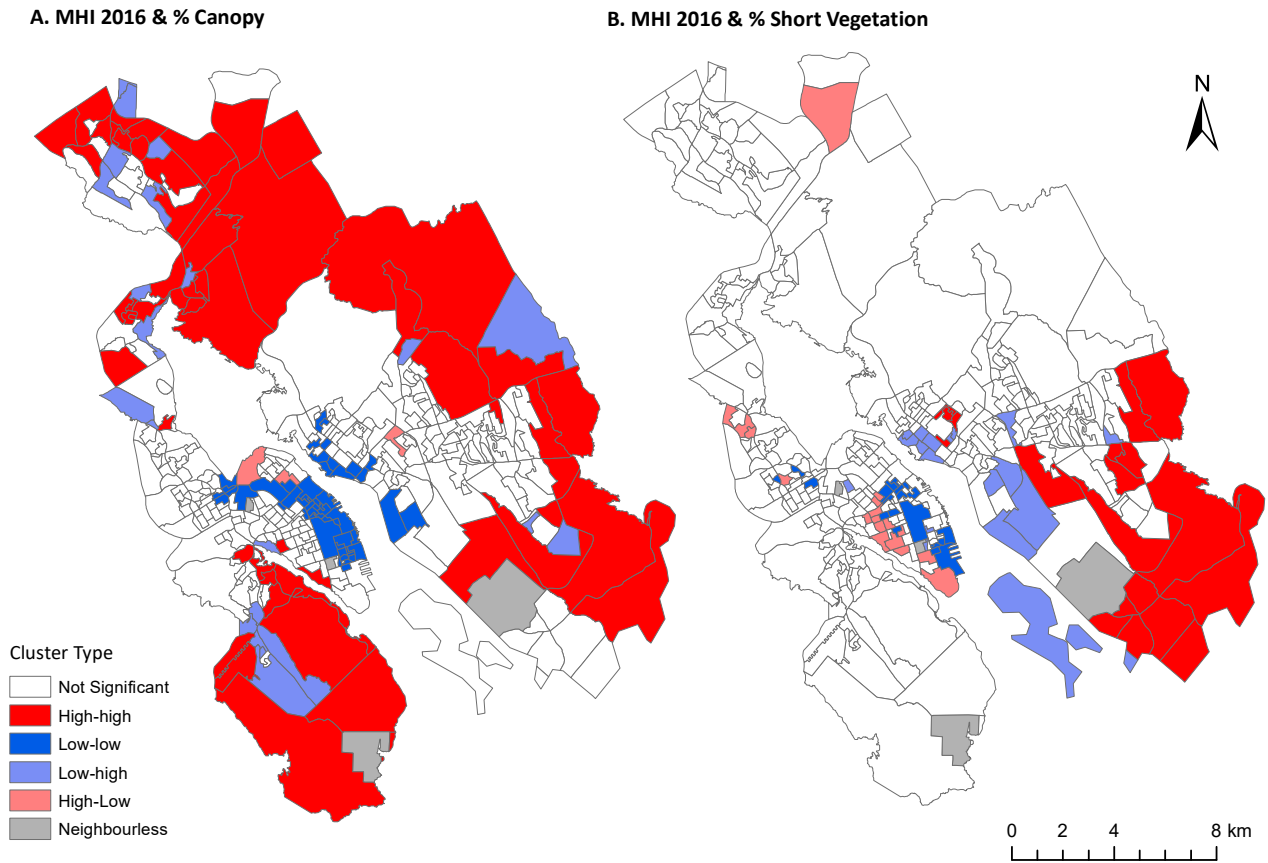 A. MHI 2016 & % Canopy
B. MHI 2016 & % Short Vegetation
N
Cluster Type
Not Significant
High-high
Low-low
Low-high
High-Low
Neighbourless
0 2 4 8 km